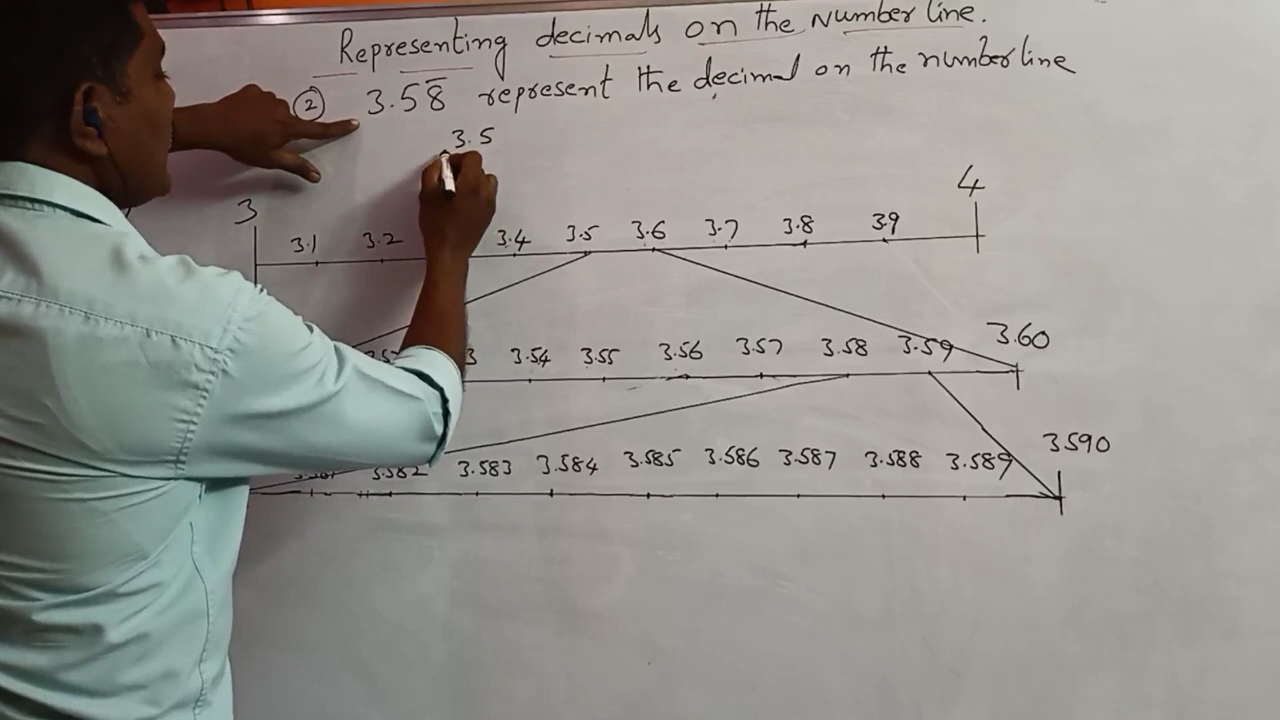 Representing decimals on the Number line.
② 3.58̅ represent the decimal on the number line
3.5
3 4
3.1 3.2 3.4 3.5 3.6 3.7 3.8 3.9
3.54 3.55 3.56 3.57 3.58 3.59 3.60
3.582 3.583 3.584 3.585 3.586 3.587 3.588 3.589 3590